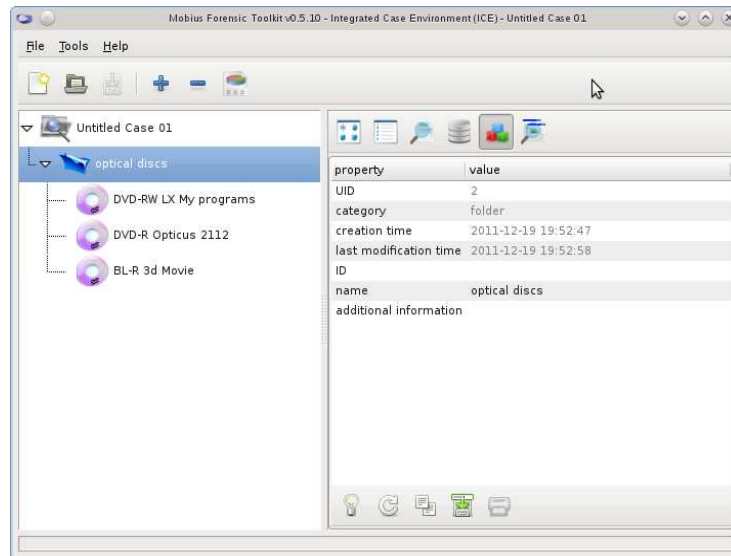 Mobius Forensic Toolkit v0.5.10 - Integrated Case Environment (ICE) - Untitled Case 01
File Tools Help
Untitled Case 01
optical discs
DVD-RW LX My programs
DVD-R Opticus 2112
BL-R 3d Movie
property value
UID 2
category folder
creation time 2011-12-19 19:52:47
last modification time 2011-12-19 19:52:58
ID
name optical discs
additional information